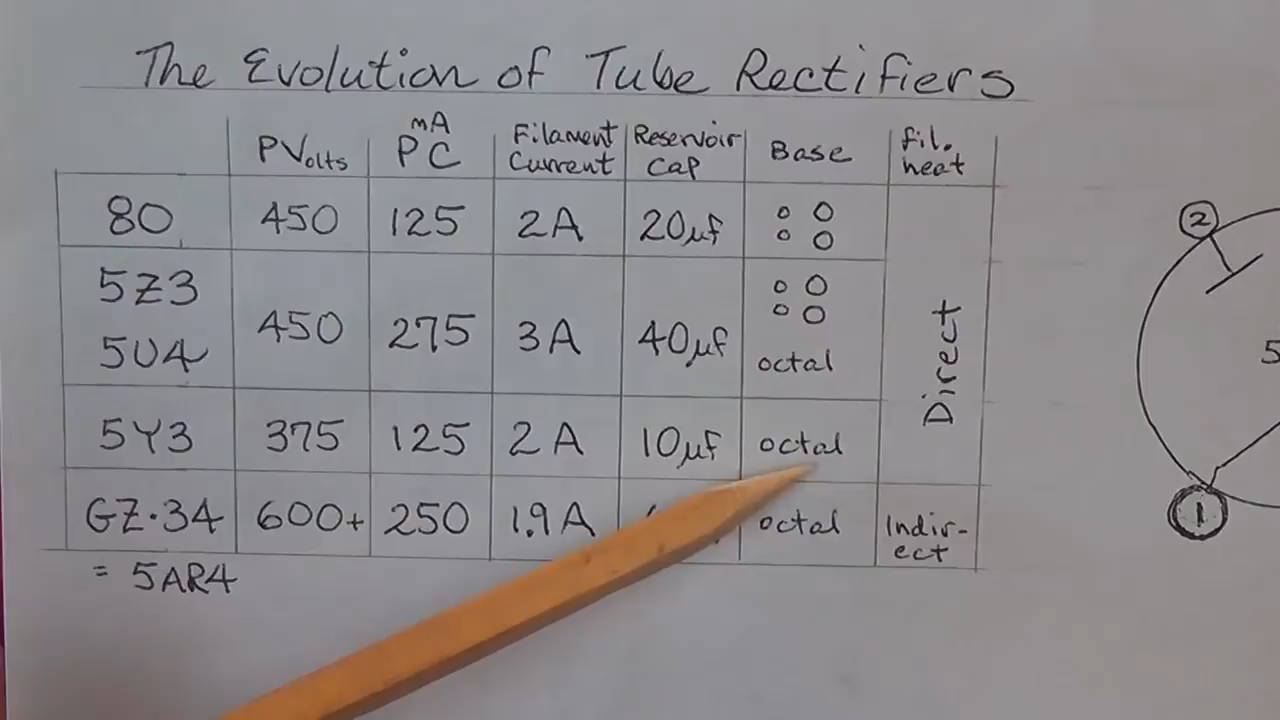 The Evolution of Tube Rectifiers
PVolts mA PC Filament Current Reservoir Cap Base fil. heat
80 450 125 2A 20µf
5Z3 5U4 450 275 3A 40µf octal Direct
5Y3 375 125 2A 10µf octal
GZ.34 600+ 250 1.9A octal Indir-ect
= 5AR4
2
5
1